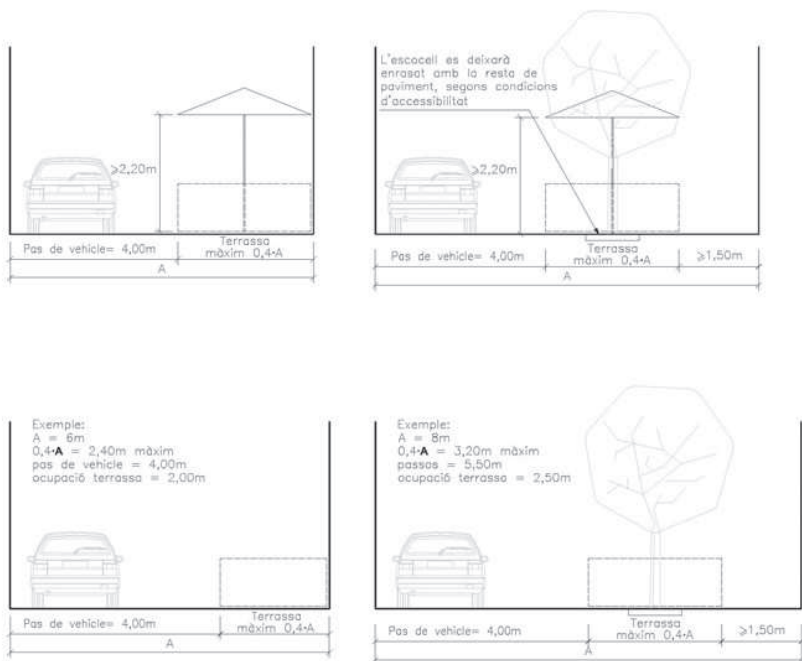 ≥2,20m
Pas de vehicle= 4,00m
Terrassa
màxim 0,4·A
A
L'escocell es deixarà
enrasat amb la resta de
paviment, segons condicions
d'accessibilitat
≥2,20m
Pas de vehicle= 4,00m
Terrassa
màxim 0,4·A
≥1,50m
A
Exemple:
A = 6m
0,4·A = 2,40m màxim
pas de vehicle = 4,00m
ocupació terrassa = 2,00m
Pas de vehicle= 4,00m
Terrassa
màxim 0,4·A
A
Exemple:
A = 8m
0,4·A = 3,20m màxim
passos = 5,50m
ocupació terrassa = 2,50m
Pas de vehicle= 4,00m
Terrassa
màxim 0,4·A
≥1,50m
A